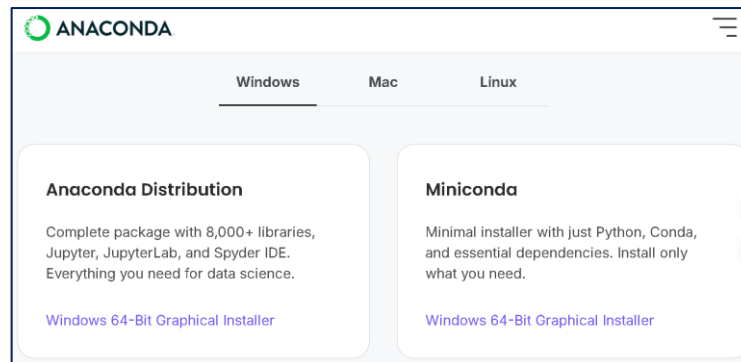 ANACONDA
Windows Mac Linux
Anaconda Distribution
Complete package with 8,000+ libraries,
Jupyter, JupyterLab, and Spyder IDE.
Everything you need for data science.
Windows 64-Bit Graphical Installer
Miniconda
Minimal installer with just Python, Conda,
and essential dependencies. Install only
what you need.
Windows 64-Bit Graphical Installer